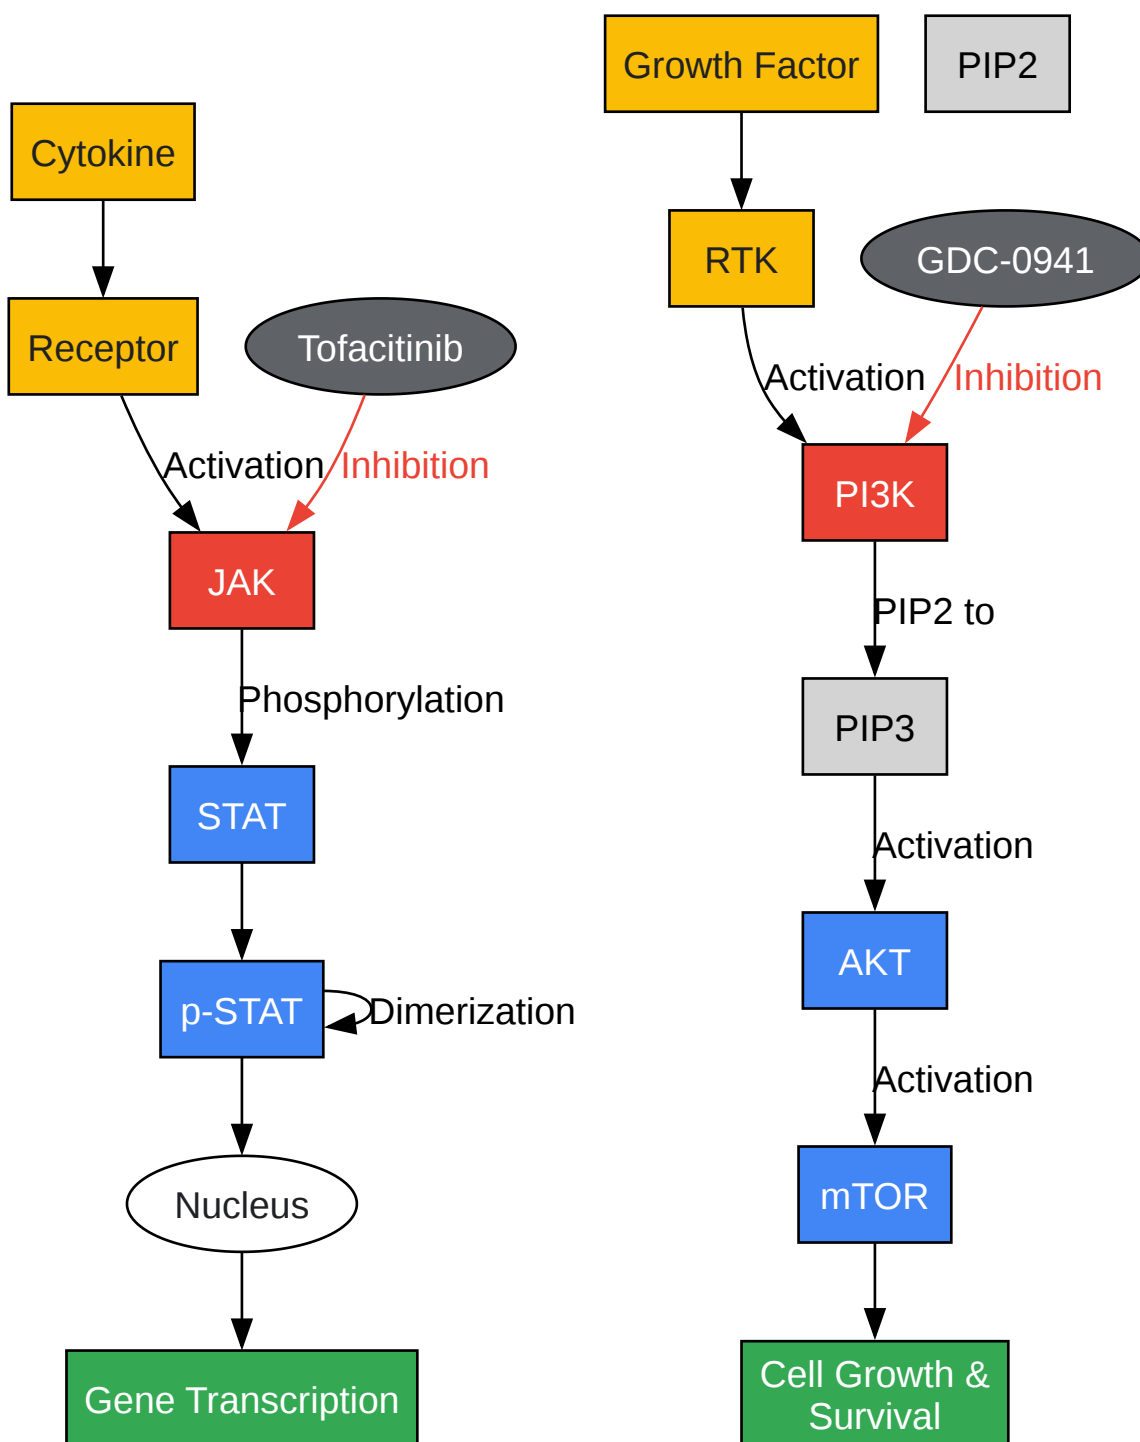 Growth Factor
PIP2
Cytokine
RTK
GDC-0941
Receptor
Tofacitinib
Activation
Inhibition
Activation
Inhibition
PI3K
JAK
PIP2 to
Phosphorylation
PIP3
STAT
Activation
AKT
p-STAT
Dimerization
Activation
mTOR
Nucleus
Gene Transcription
Cell Growth &
Survival